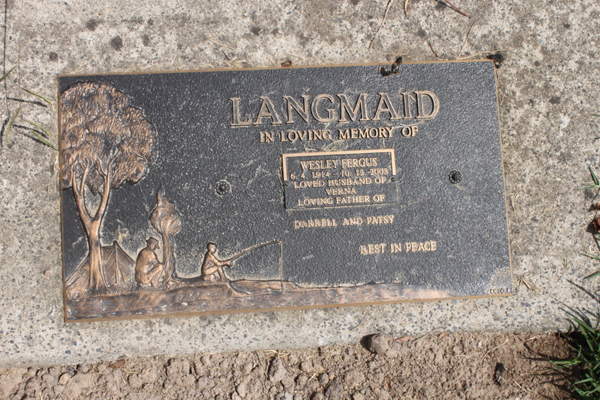 LANGMAID
IN LOVING MEMORY OF
WESLEY FERGUS
LOVED HUSBAND OF
VERNA
LOVING FATHER OF
DARRELL AND PATSY
REST IN PEACE